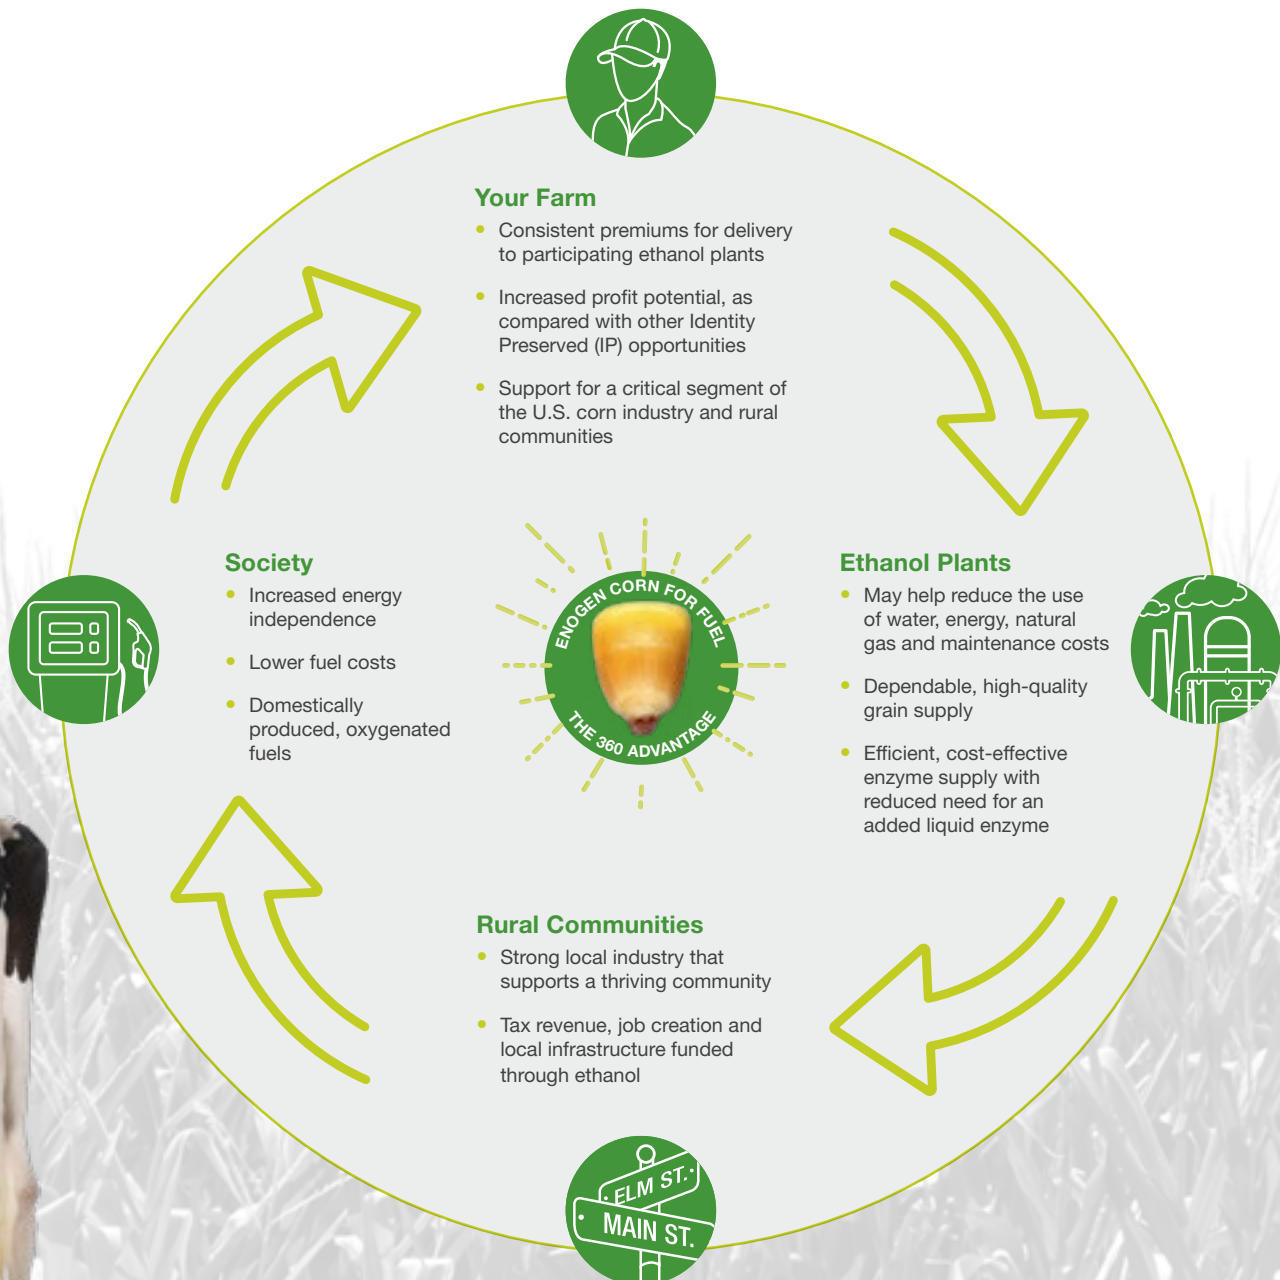 Your Farm
• Consistent premiums for delivery
to participating ethanol plants
• Increased profit potential, as
compared with other Identity
Preserved (IP) opportunities
• Support for a critical segment of
the U.S. corn industry and rural
communities
Society
• Increased energy
independence
• Lower fuel costs
• Domestically
produced, oxygenated
fuels
ENOGEN CORN FOR FUEL
THE 360 ADVANTAGE
Ethanol Plants
• May help reduce the use
of water, energy, natural
gas and maintenance costs
• Dependable, high-quality
grain supply
• Efficient, cost-effective
enzyme supply with
reduced need for an
added liquid enzyme
Rural Communities
• Strong local industry that
supports a thriving community
• Tax revenue, job creation and
local infrastructure funded
through ethanol
ELM ST.
MAIN ST.